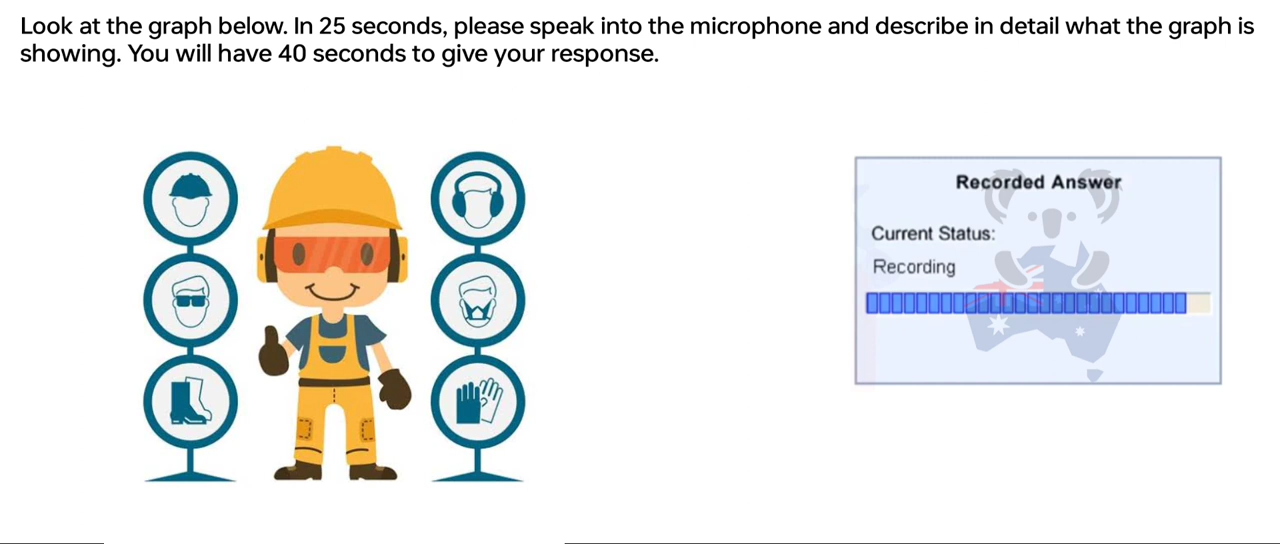 Look at the graph below. In 25 seconds, please speak into the microphone and describe in detail what the graph is
showing. You will have 40 seconds to give your response.
Recorded Answer
Current Status:
Recording